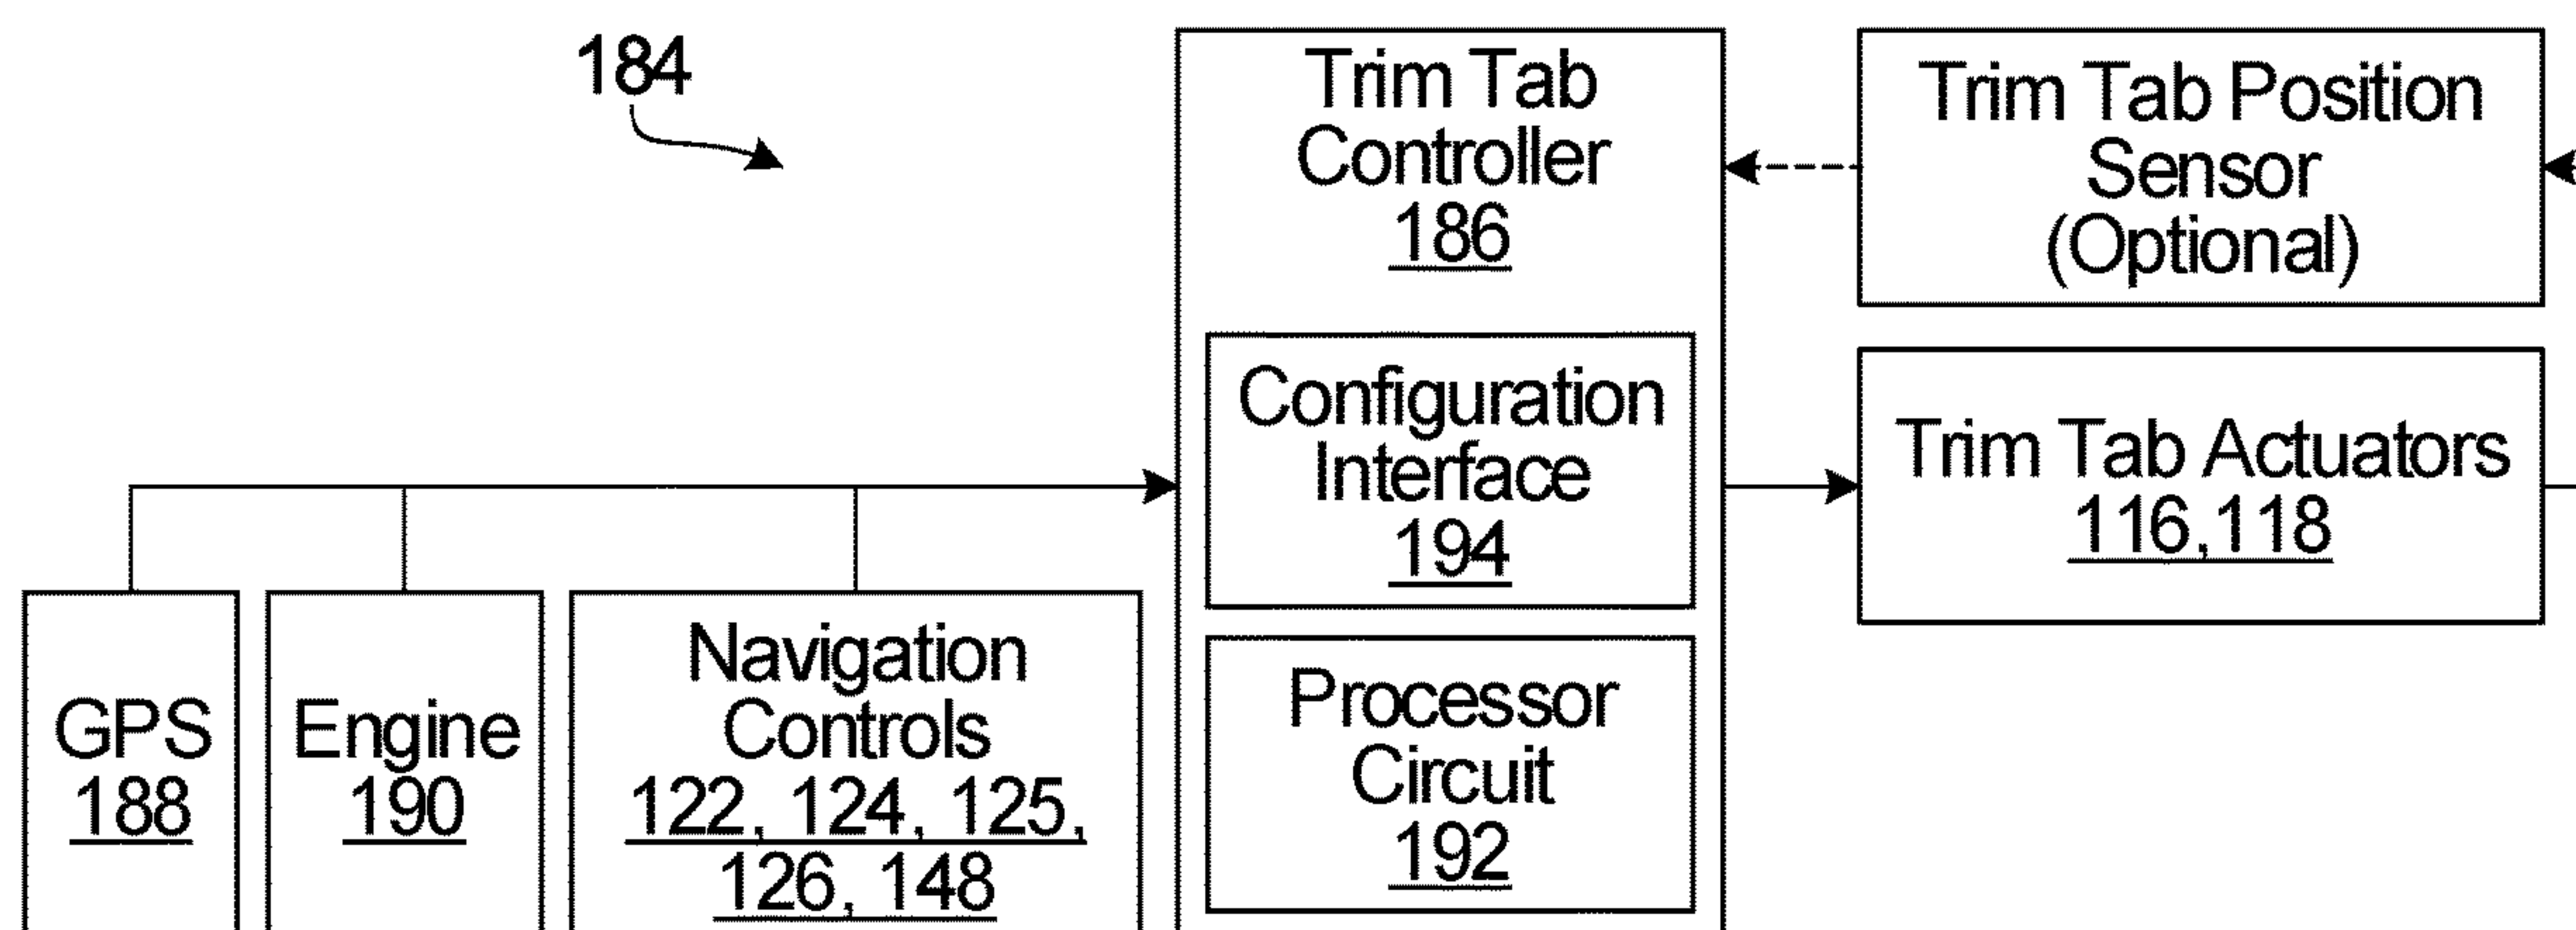 184
Trim Tab
Controller
186
Configuration
Interface
194
Processor
Circuit
192
Trim Tab Position
Sensor
(Optional)
Trim Tab Actuators
116,118
GPS
188
Engine
190
Navigation
Controls
122, 124, 125,
126, 148